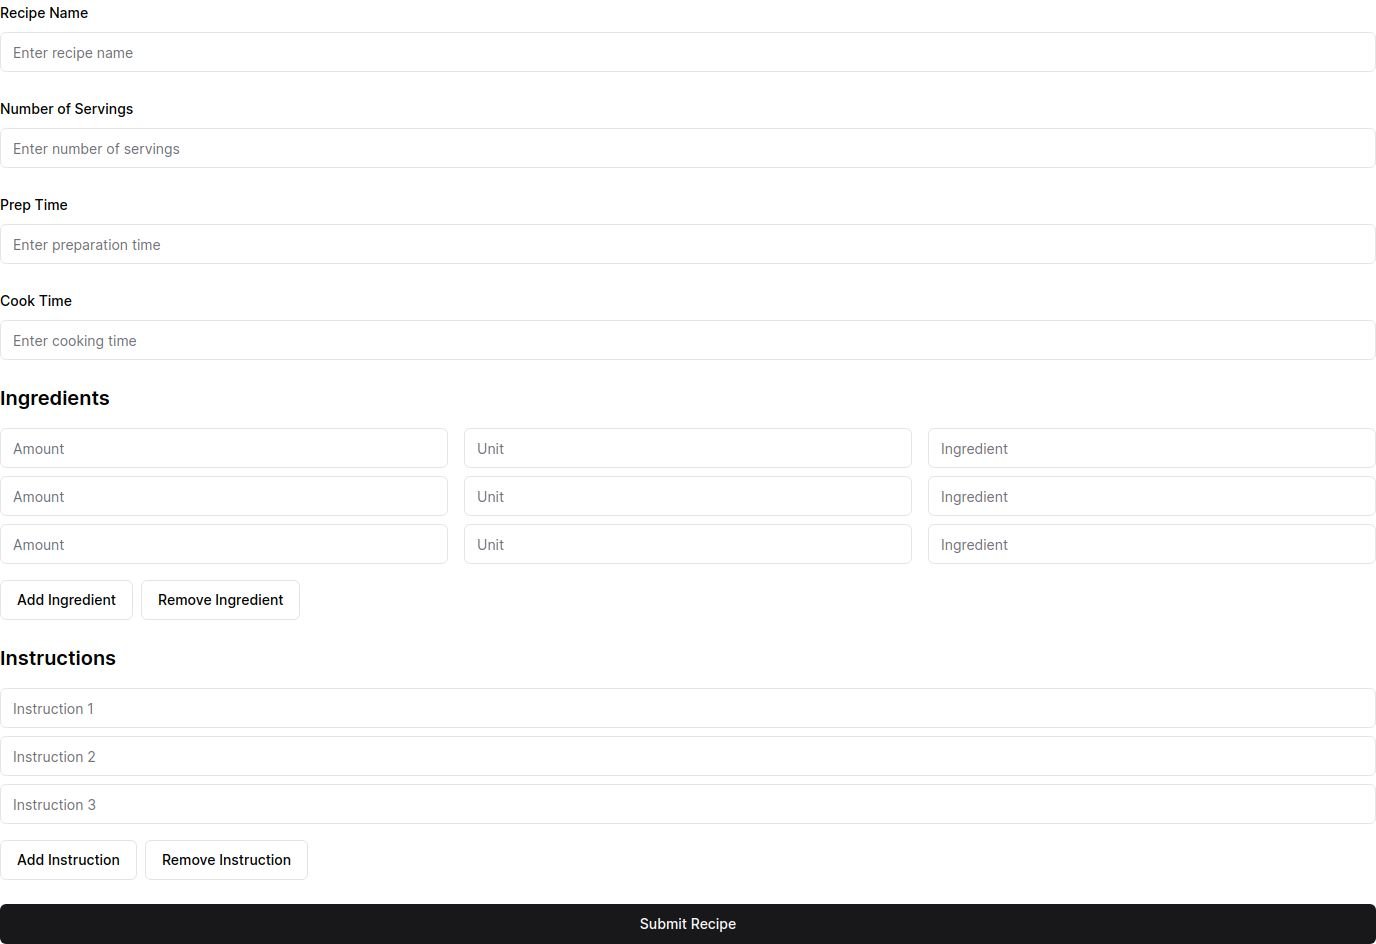 Recipe Name
Enter recipe name
Number of Servings
Enter number of servings
Prep Time
Enter preparation time
Cook Time
Enter cooking time
Ingredients
Amount Unit Ingredient
Amount Unit Ingredient
Amount Unit Ingredient
Add Ingredient Remove Ingredient
Instructions
Instruction 1
Instruction 2
Instruction 3
Add Instruction Remove Instruction
Submit Recipe